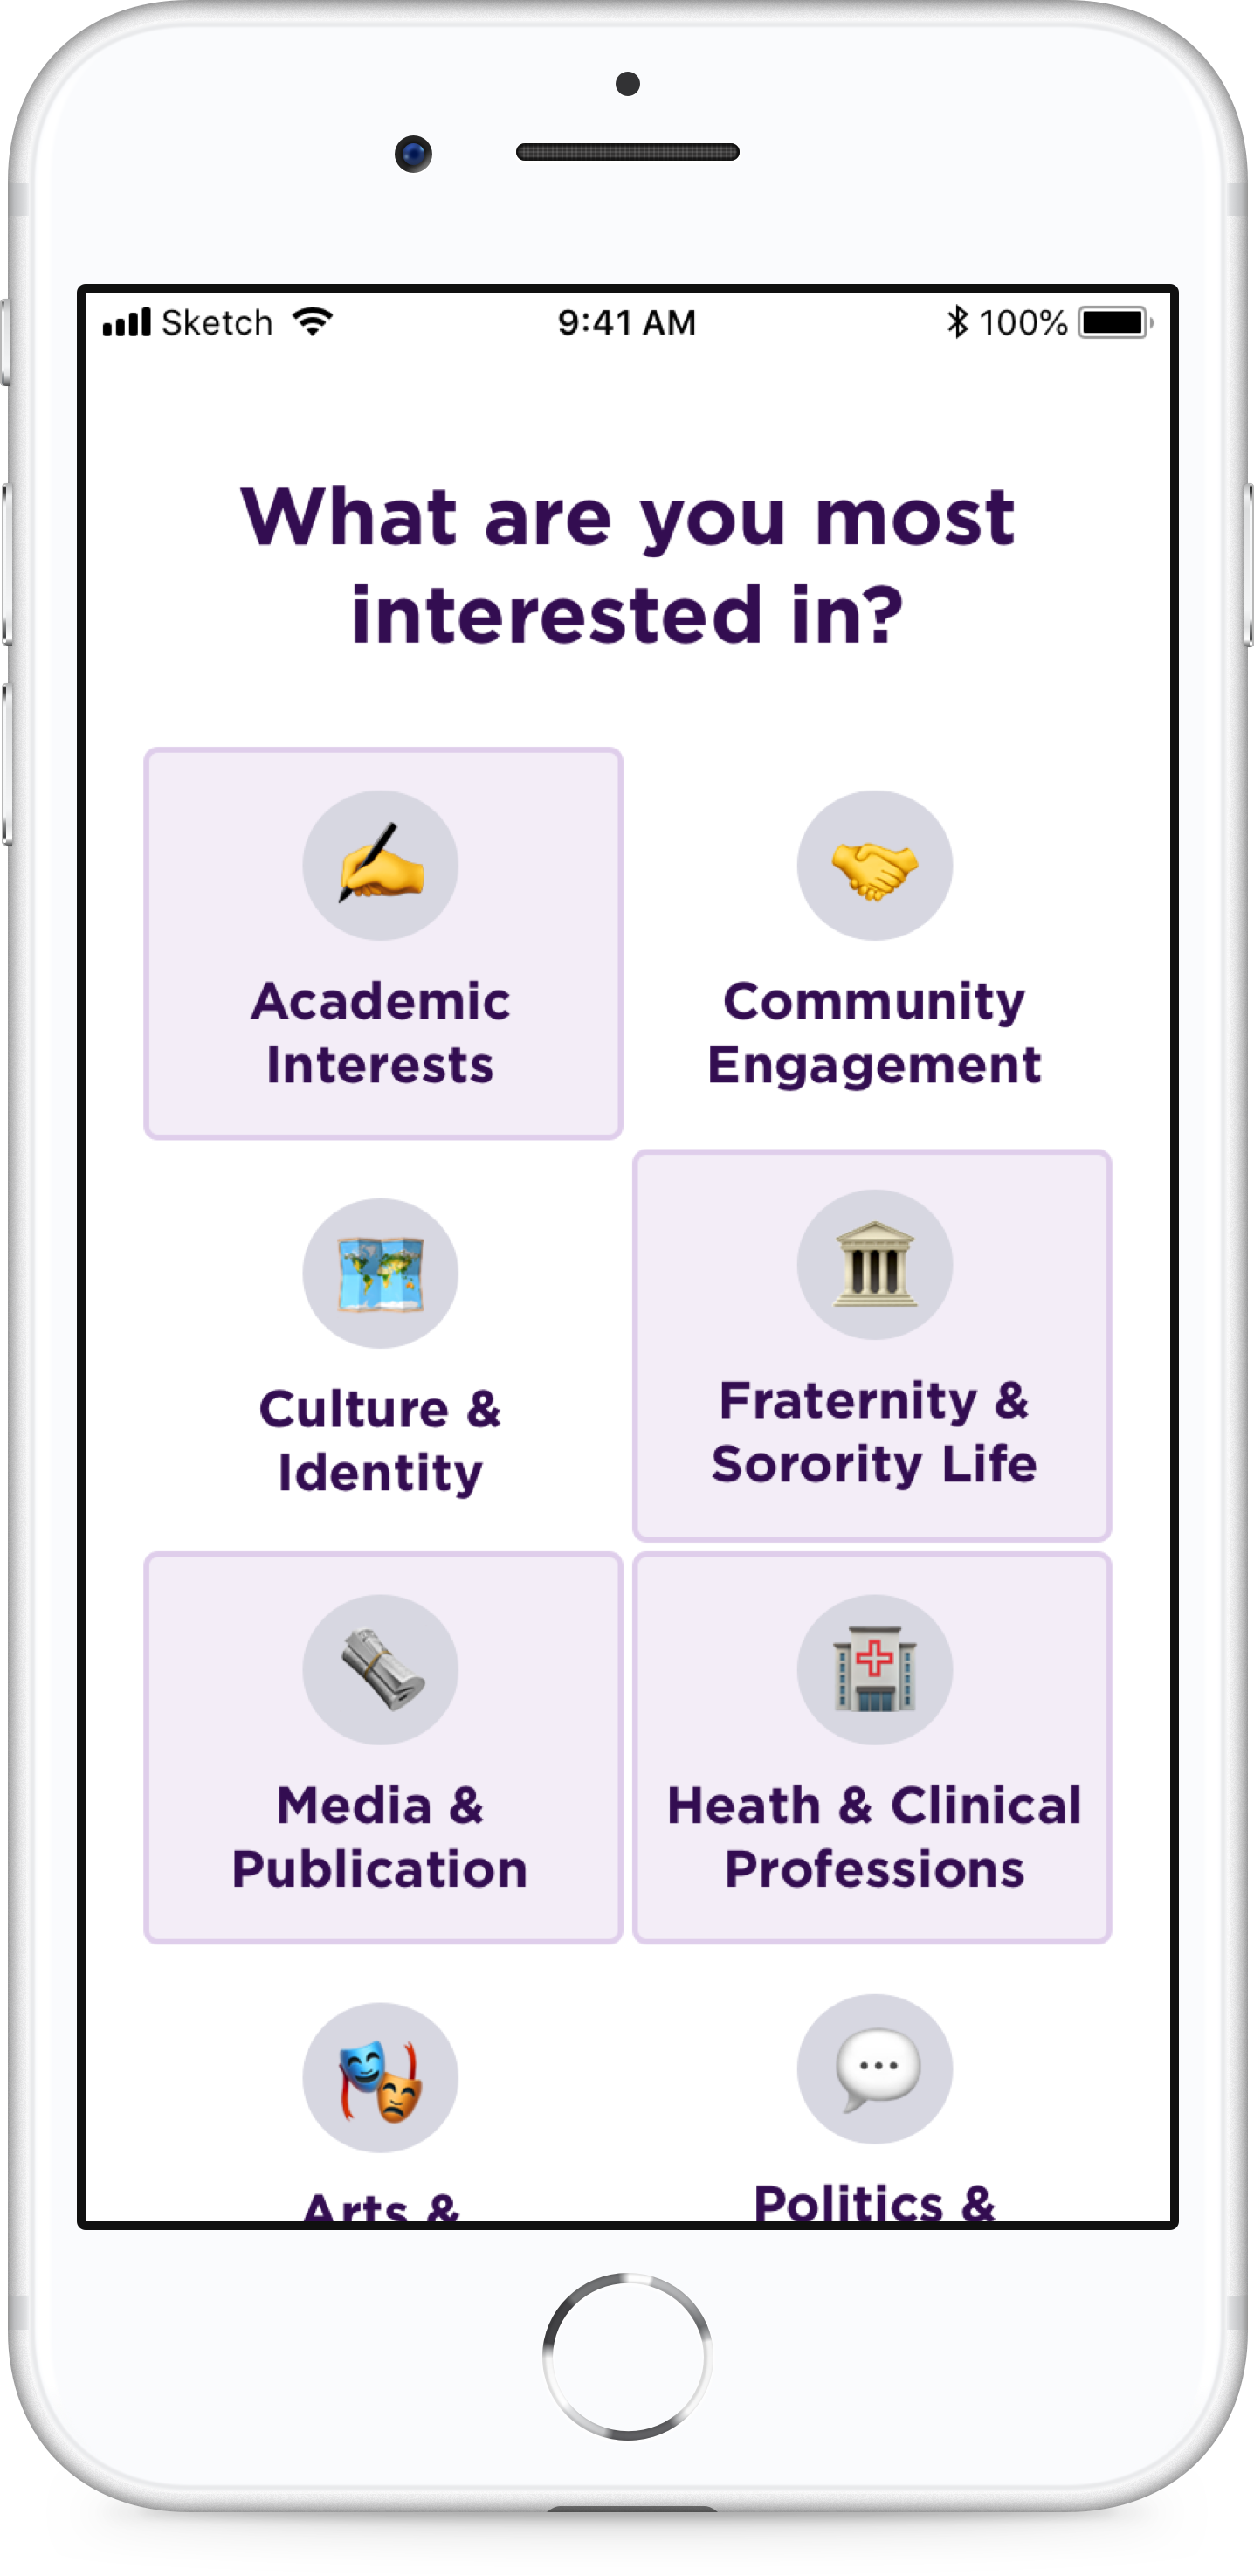 Sketch 9:41 AM 100%
What are you most
interested in?
Academic
Interests
Community
Engagement
Culture &
Identity
Fraternity &
Sorority Life
Media &
Publication
Heath & Clinical
Professions
Arts &
Politics &